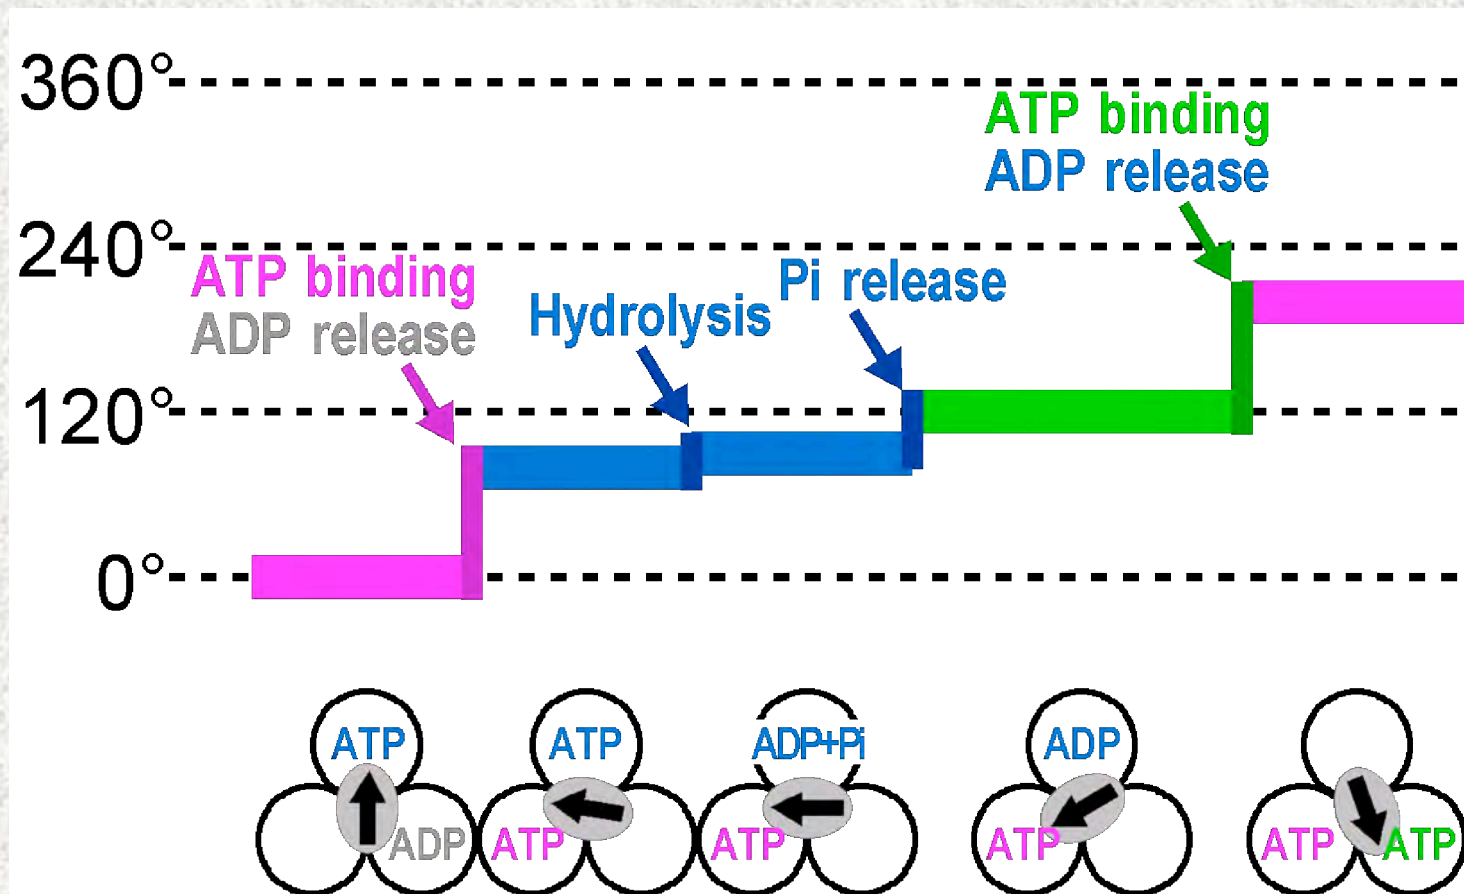 360°
ATP binding
ADP release
240°
ATP binding
ADP release
Pi release
Hydrolysis
120°
0°
ATP
ADP
ATP
ATP
ADP+Pi
ATP
ADP
ATP
ATP
ATP